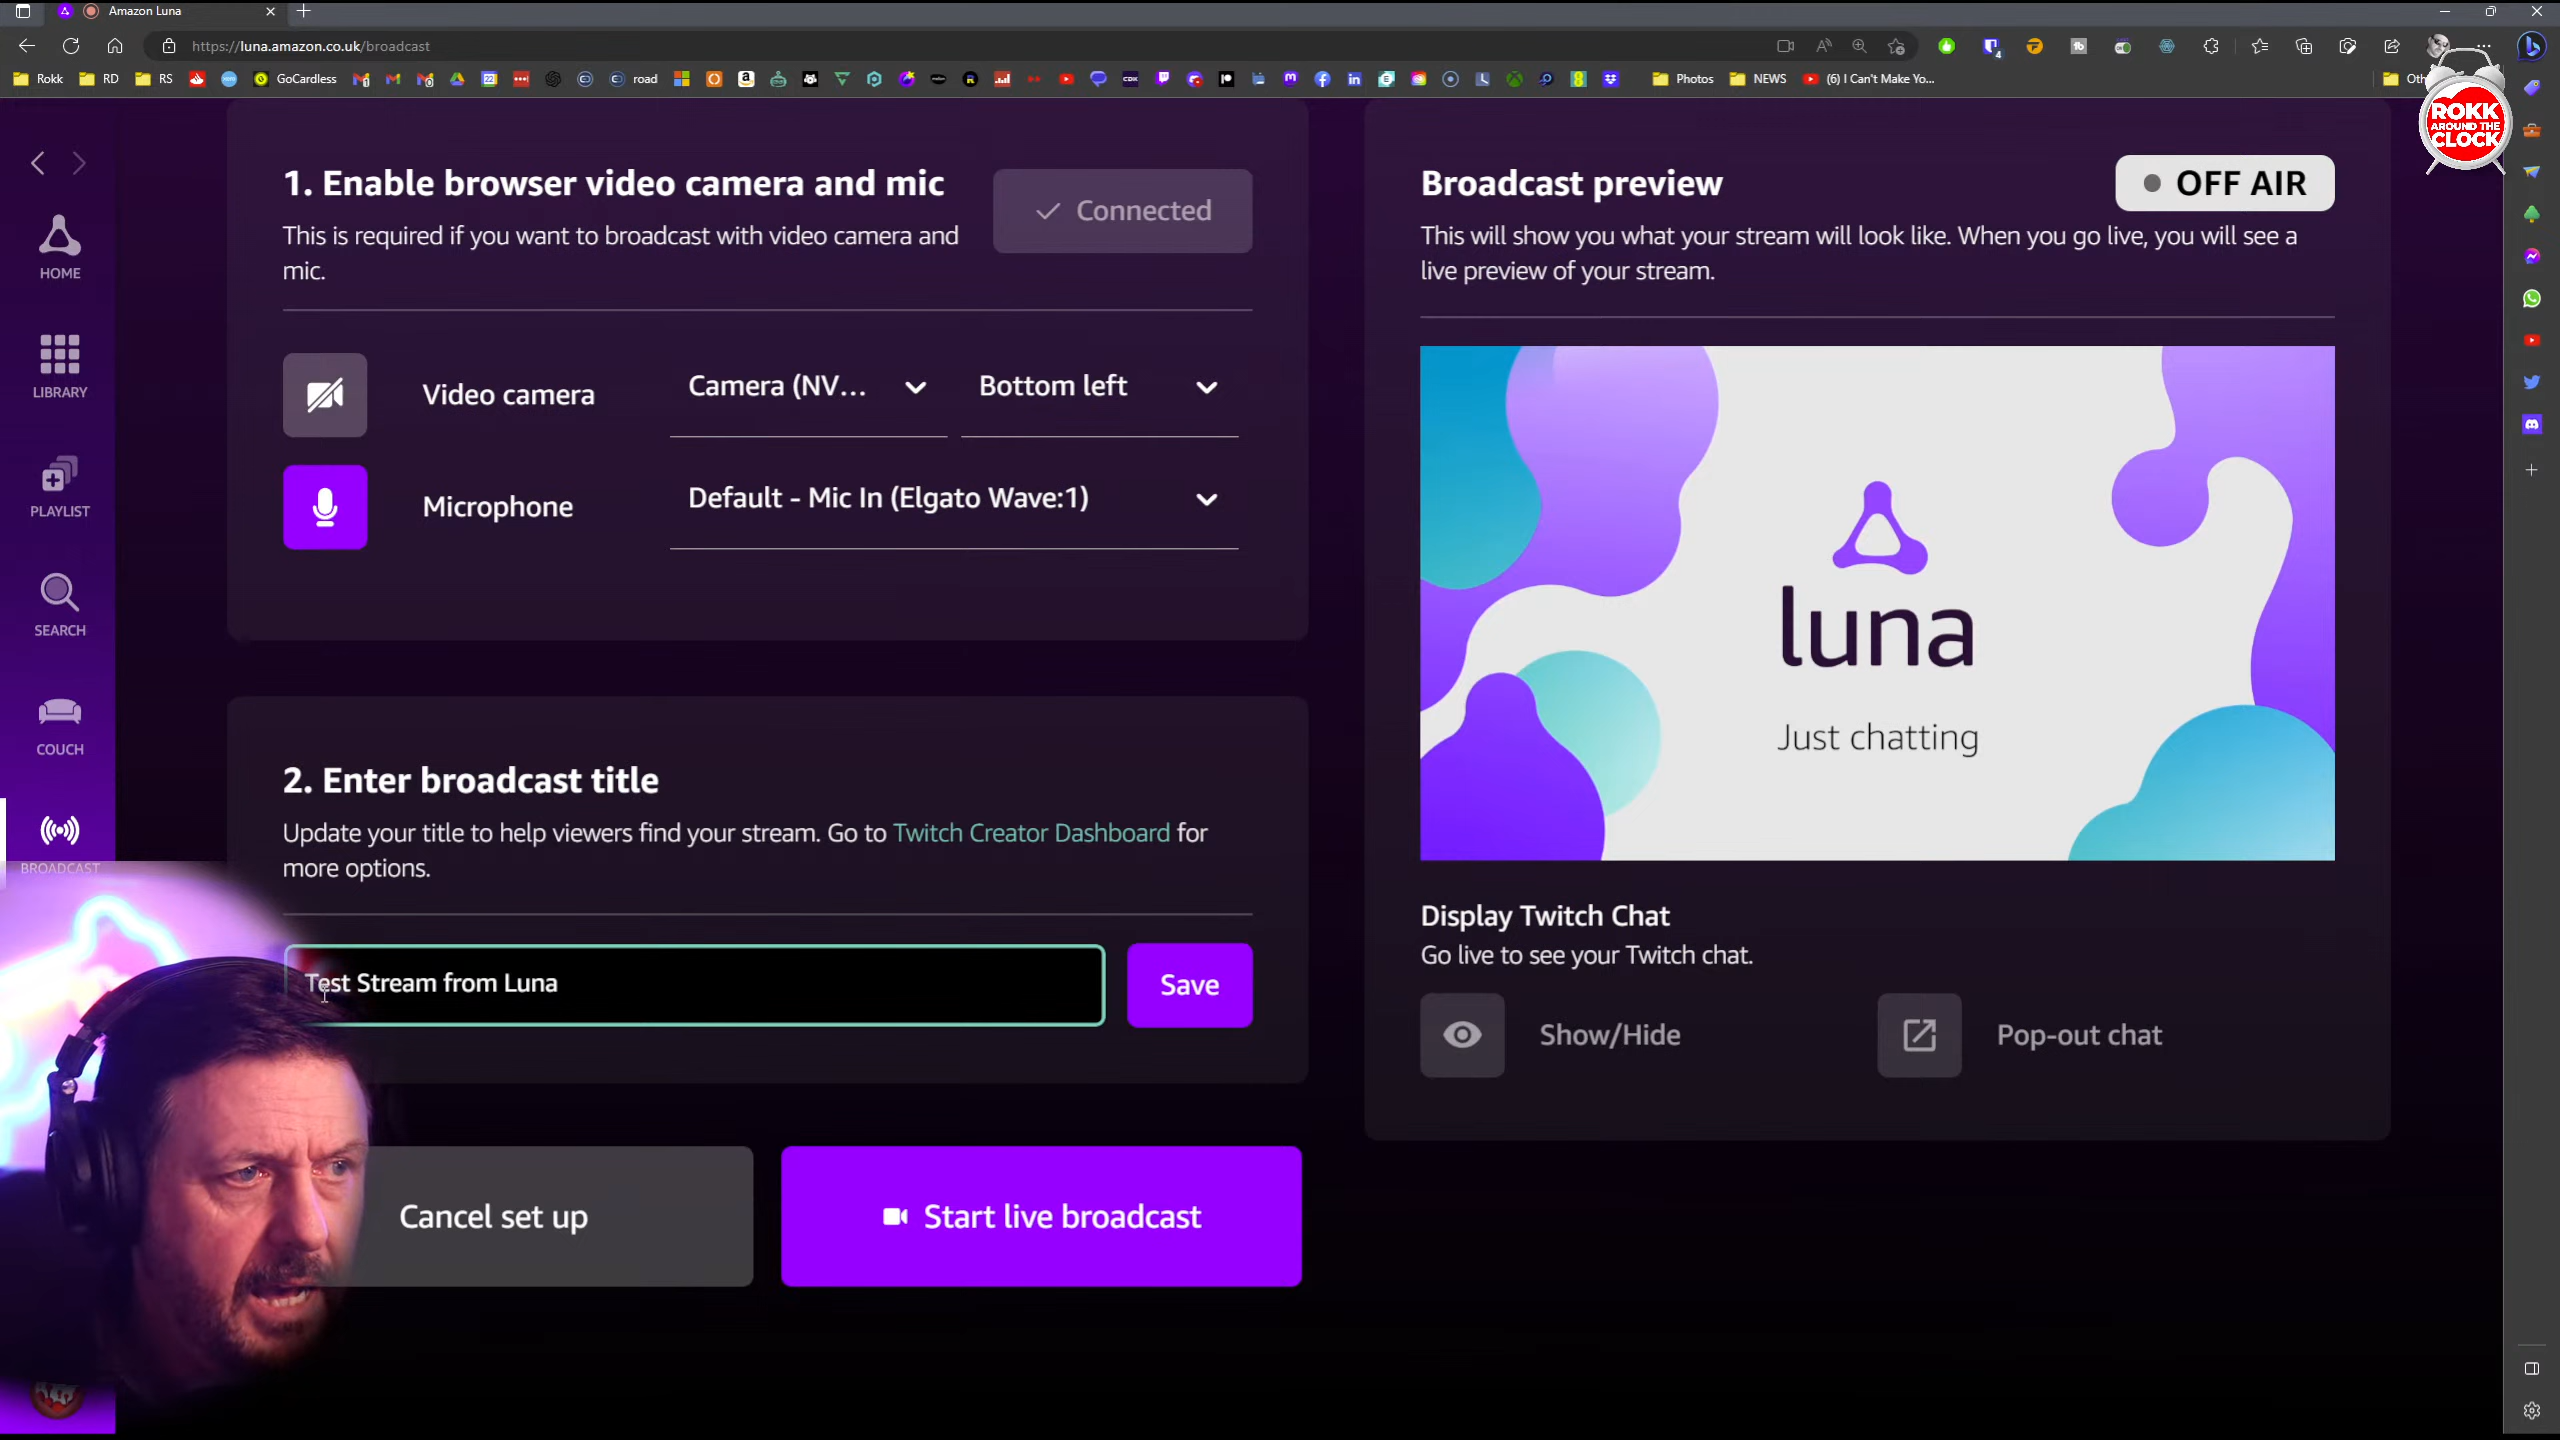 Amazon Luna
https://luna.amazon.co.uk/broadcast
Rokk
RD
RS
GoCardless
road
Photos
NEWS
(6) I Can't Make Yo...
ROKK
AROUND THE
CLOCK
HOME
LIBRARY
PLAYLIST
SEARCH
COUCH
BROADCAST
1. Enable browser video camera and mic
This is required if you want to broadcast with video camera and
mic.
Connected
Video camera
Camera (NV...
Bottom left
Microphone
Default - Mic In (Elgato Wave:1)
2. Enter broadcast title
Update your title to help viewers find your stream. Go to Twitch Creator Dashboard for
more options.
Test Stream from Luna
Save
Cancel set up
Start live broadcast
Broadcast preview
OFF AIR
This will show you what your stream will look like. When you go live, you will see a
live preview of your stream.
luna
Just chatting
Display Twitch Chat
Go live to see your Twitch chat.
Show/Hide
Pop-out chat